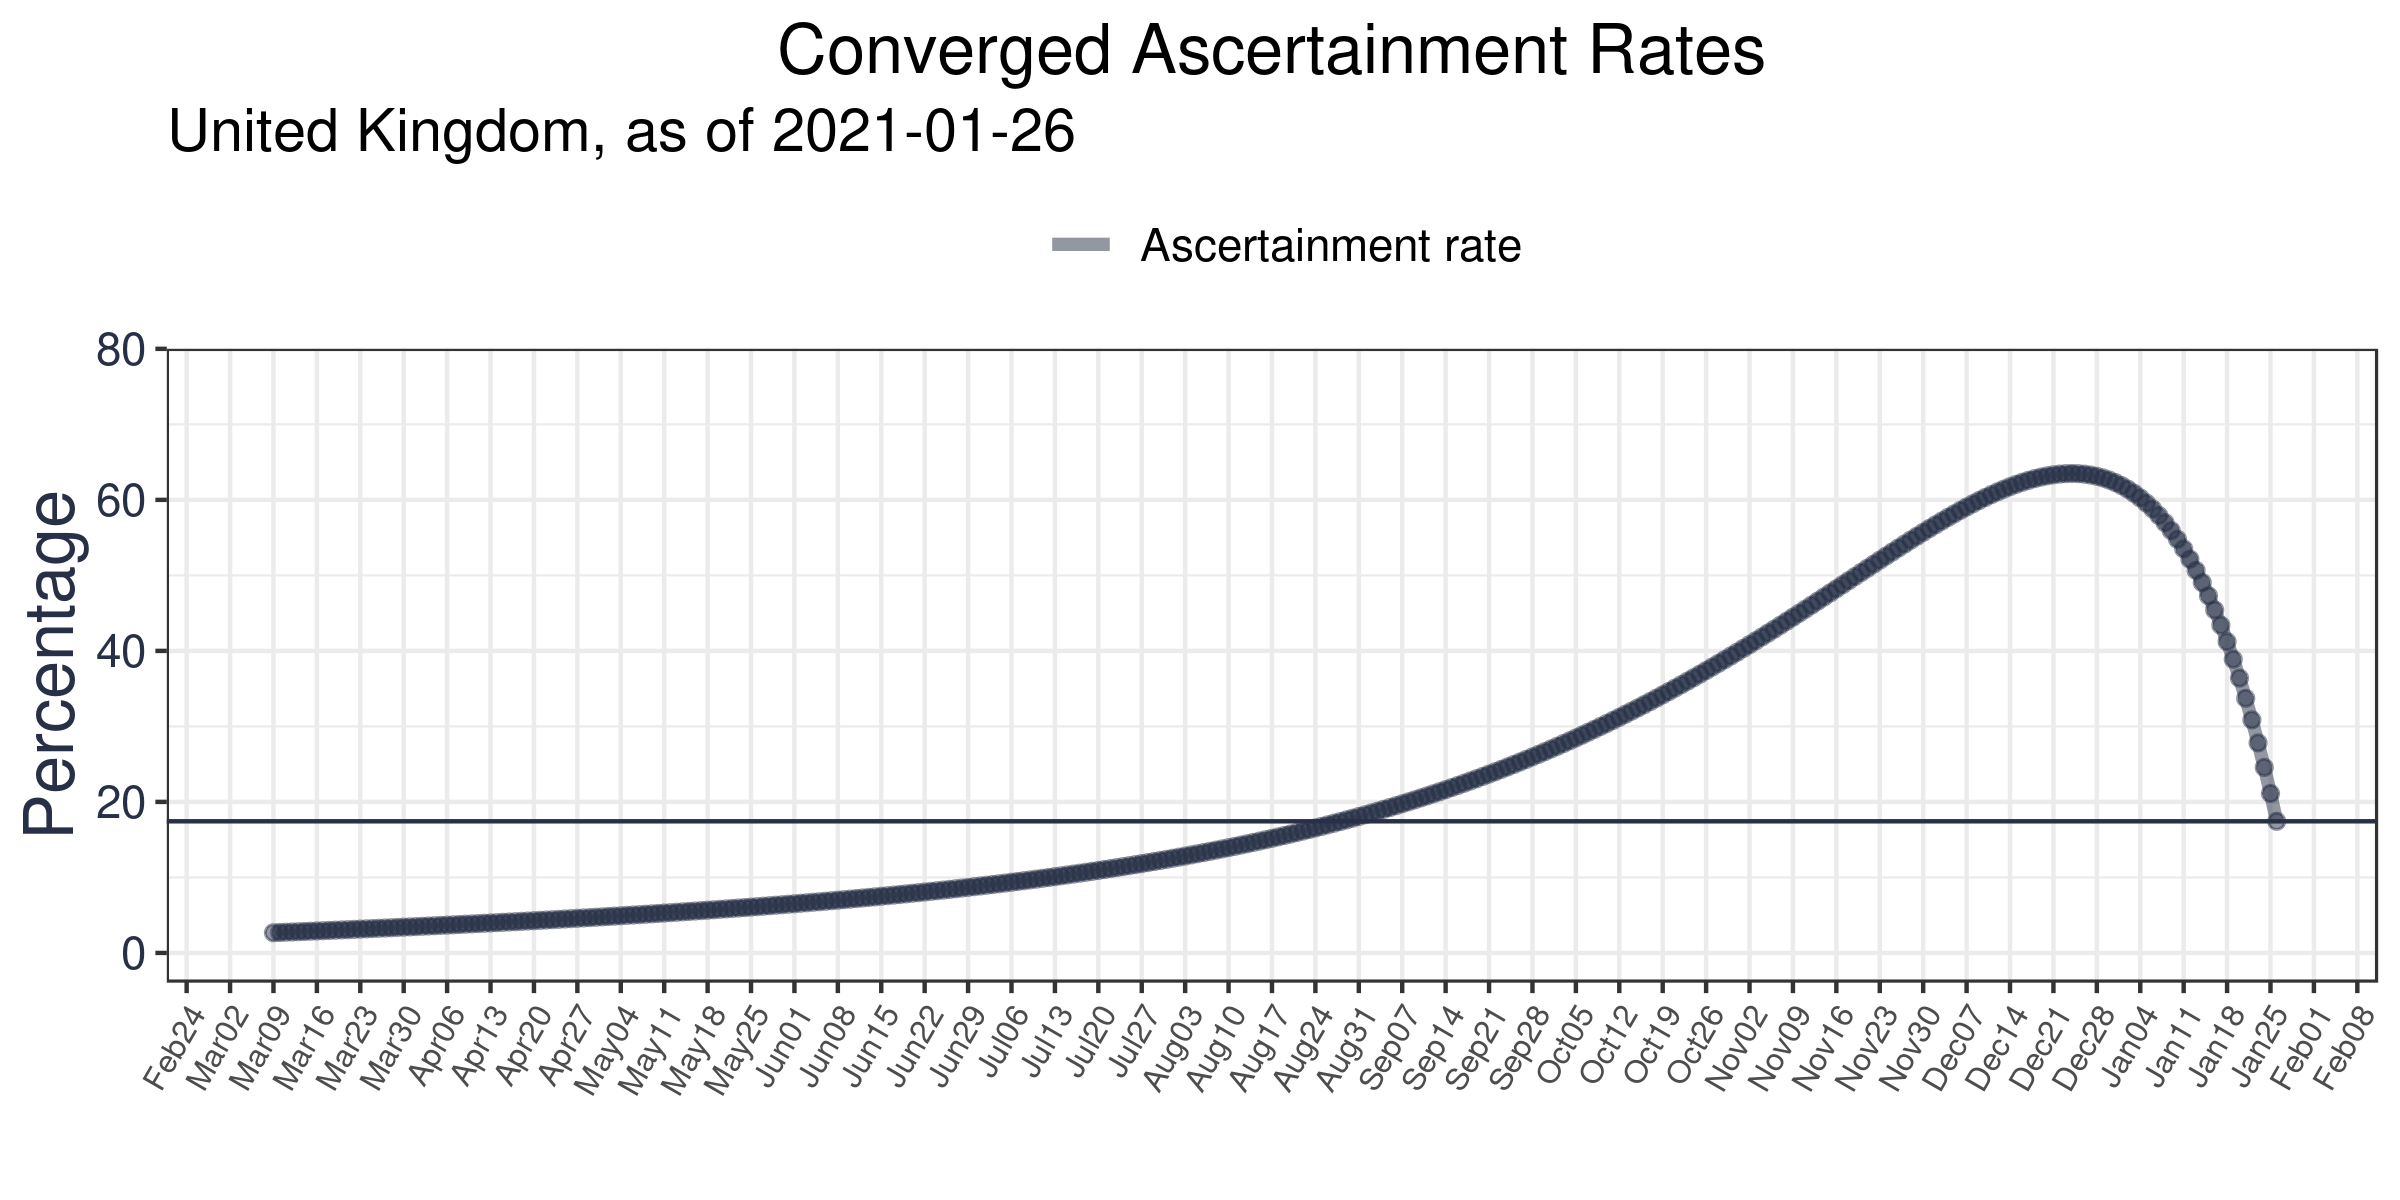 Converged Ascertainment Rates
United Kingdom, as of 2021-01-26
Ascertainment rate
Percentage
80
60
40
20
0
Feb24
Mar02
Mar09
Mar16
Mar23
Mar30
Apr06
Apr13
Apr20
Apr27
May04
May11
May18
May25
Jun01
Jun08
Jun15
Jun22
Jun29
Jul06
Jul13
Jul20
Jul27
Aug03
Aug10
Aug17
Aug24
Aug31
Sep07
Sep14
Sep21
Sep28
Oct05
Oct12
Oct19
Oct26
Nov02
Nov09
Nov16
Nov23
Nov30
Dec07
Dec14
Dec21
Dec28
Jan04
Jan11
Jan18
Jan25
Feb01
Feb08